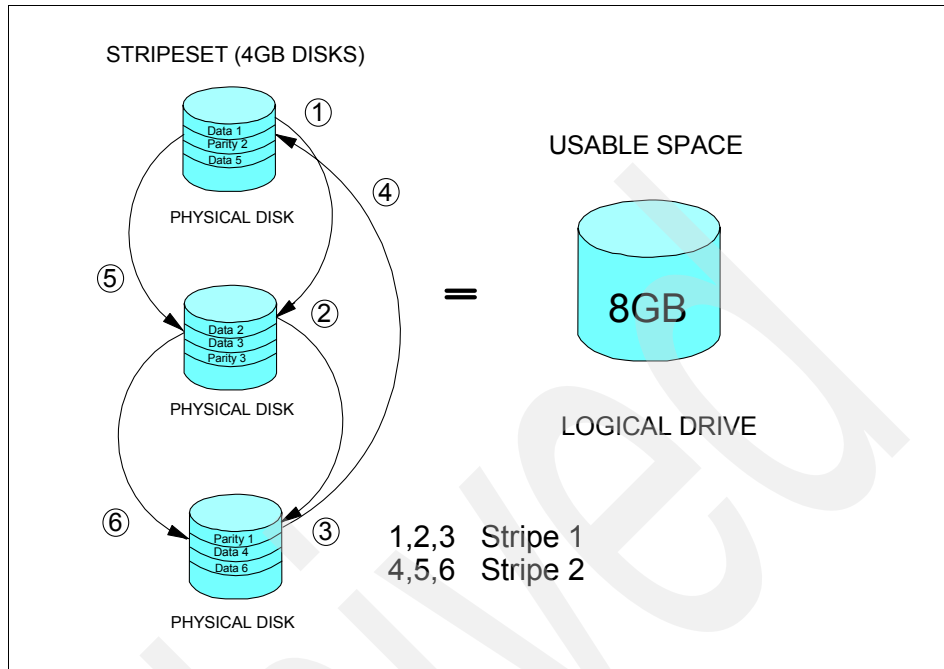 STRIPESET (4GB DISKS)
①
Data 1
Parity 2
Data 5
④
PHYSICAL DISK
⑤
②
Data 2
Data 3
Parity 3
PHYSICAL DISK
⑥
③
Parity 1
Data 4
Data 6
PHYSICAL DISK
=
USABLE SPACE
8GB
LOGICAL DRIVE
1,2,3 Stripe 1
4,5,6 Stripe 2